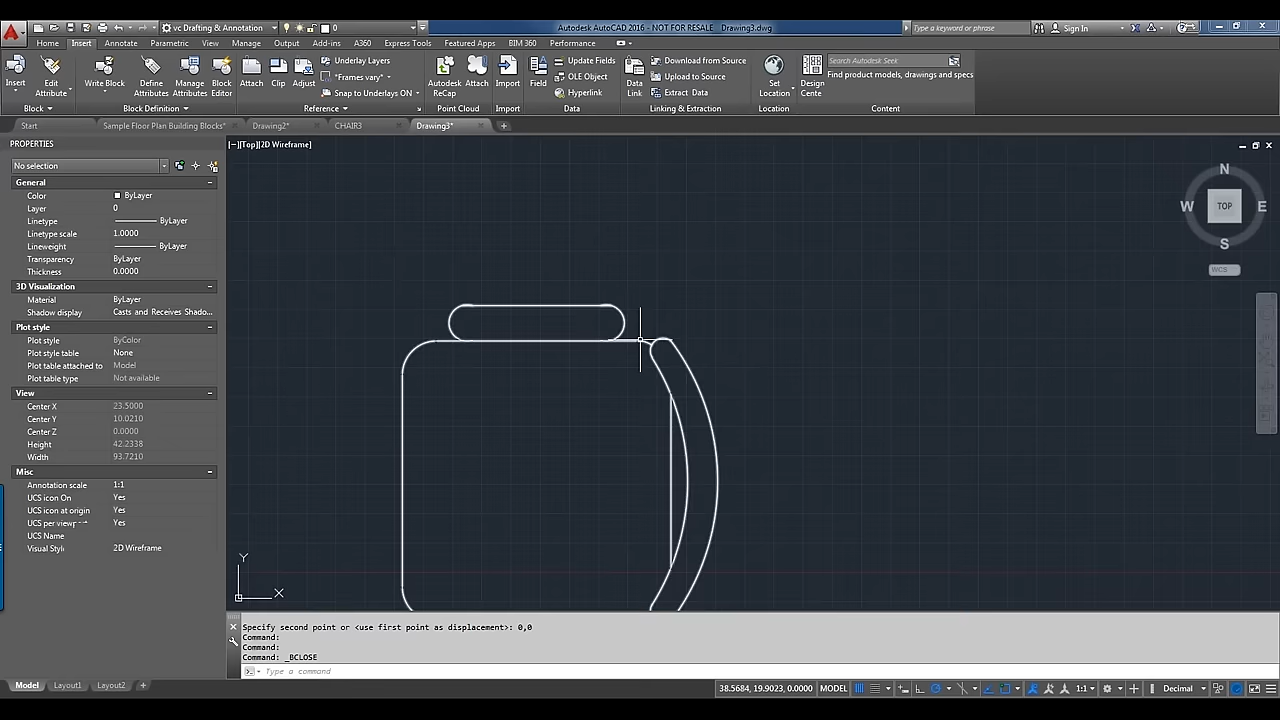 vc Drafting & Annotation
0
Autodesk AutoCAD 2016 - NOT FOR RESALE Drawing3.dwg
Type a keyword or phrase
Sign In
Home Insert Annotate Parametric View Manage Output Add-ins A360 Express Tools Featured Apps BIM 360 Performance
Insert
Edit Attribute
Write Block
Define Attributes
Manage Attributes
Block Editor
Attach
Clip
Adjust
Underlay Layers
*Frames vary*
Snap to Underlays ON
Autodesk ReCap
Attach
Import
Field
Update Fields
OLE Object
Hyperlink
Data Link
Download from Source
Upload to Source
Extract Data
Set Location
Design Cente
Search Autodesk Seek
Find product models, drawings and specs
Block Block Definition Reference Point Cloud Import Data Linking & Extraction Location Content
Start Sample Floor Plan Building Blocks* Drawing2* CHAIR3 Drawing3*
PROPERTIES
[−][Top][2D Wireframe]
No selection
General
Color ByLayer
Layer 0
Linetype ByLayer
Linetype scale 1.0000
Lineweight ByLayer
Transparency ByLayer
Thickness 0.0000
3D Visualization
Material ByLayer
Shadow display Casts and Receives Shado...
Plot style
Plot style ByColor
Plot style table None
Plot table attached to Model
Plot table type Not available
View
Center X 23.5000
Center Y 10.0210
Center Z 0.0000
Height 42.2338
Width 93.7210
Misc
Annotation scale 1:1
UCS icon On Yes
UCS icon at origin Yes
UCS per viewp Yes
UCS Name
Visual Style 2D Wireframe
N
W TOP E
S
WCS
Y
X
Specify second point or <use first point as displacement>: 0,0
Command:
Command:
Command: _BCLOSE
Type a command
Model Layout1 Layout2 +
38.5684, 19.9023, 0.0000 MODEL 1:1 Decimal